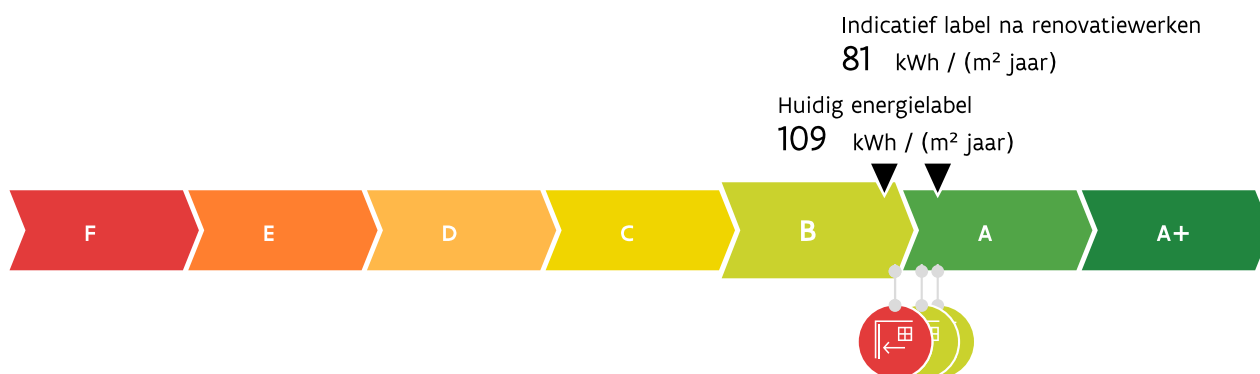 Indicatief label na renovatiewerken
81 kWh / (m² jaar)
Huidig energielabel
109 kWh / (m² jaar)
F E D C B A A+